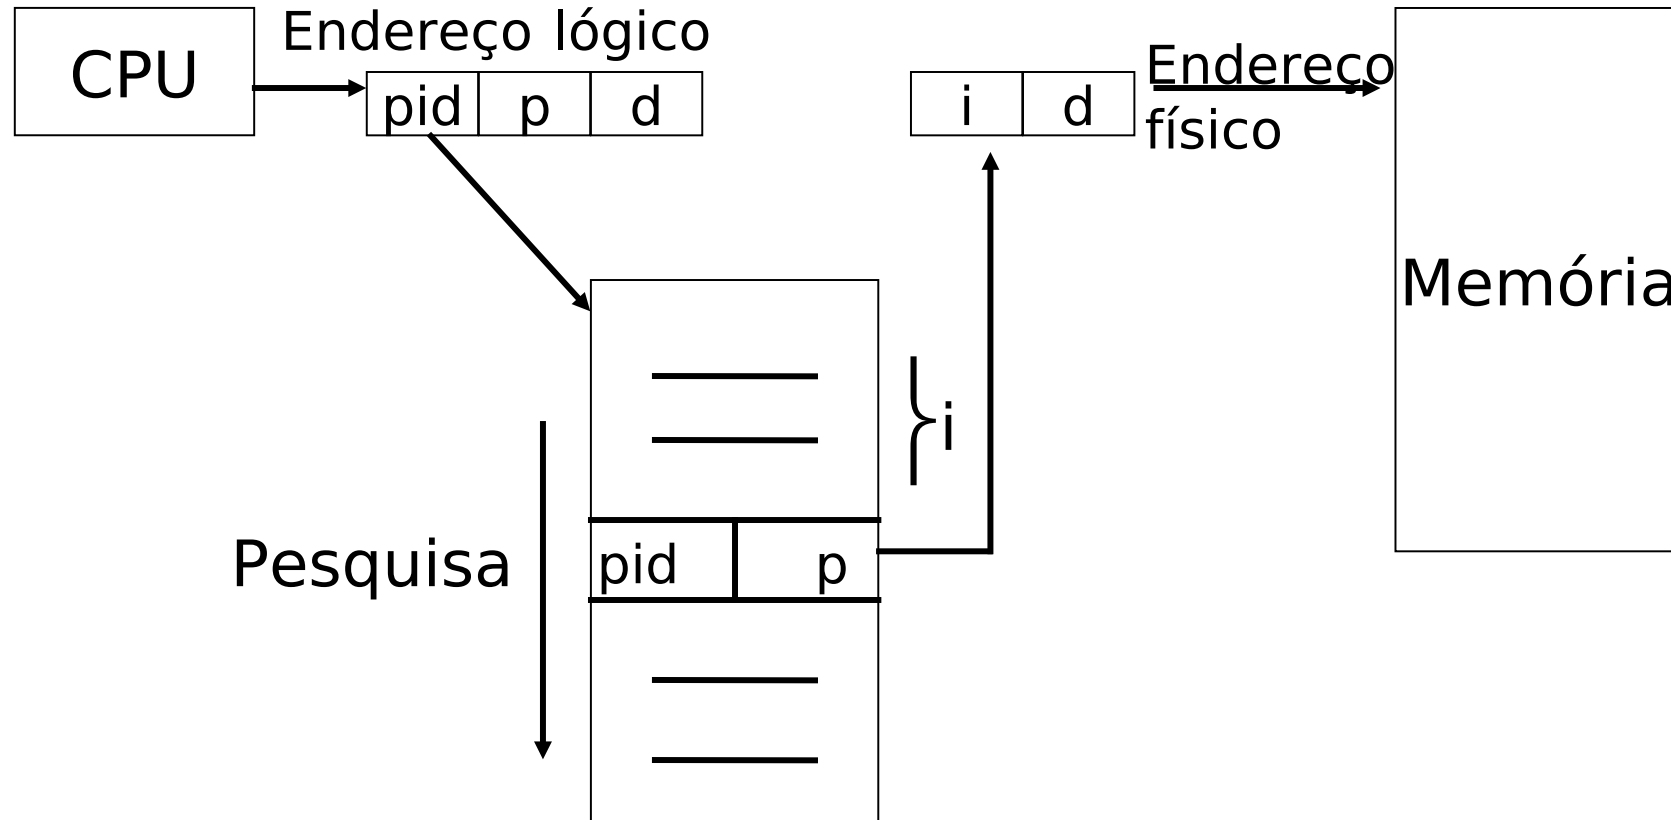 CPU
Endereço lógico
pid p d
i d
Endereço
físico
Memória
i
Pesquisa
pid p